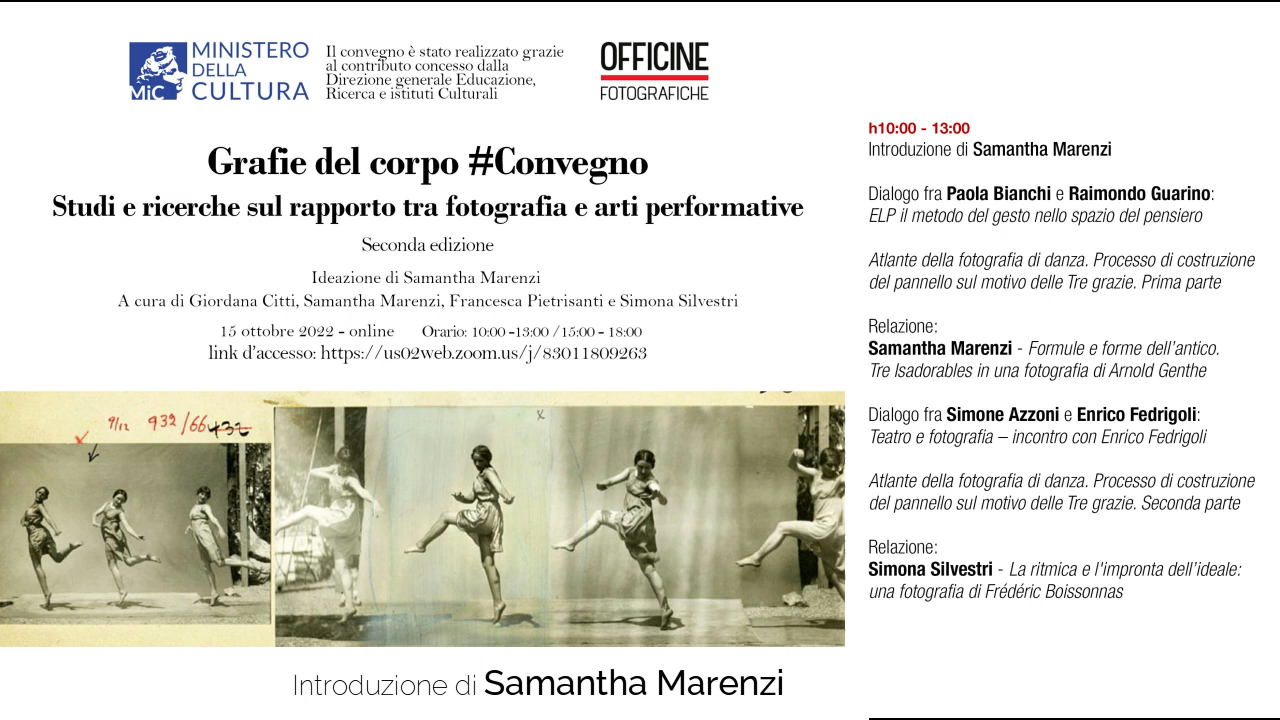 MiC
MINISTERO
DELLA
CULTURA
Il convegno è stato realizzato grazie
al contributo concesso dalla
Direzione generale Educazione,
Ricerca e istituti Culturali
OFFICINE
FOTOGRAFICHE
Grafie del corpo #Convegno
Studi e ricerche sul rapporto tra fotografia e arti performative
Seconda edizione
Ideazione di Samantha Marenzi
A cura di Giordana Citti, Samantha Marenzi, Francesca Pietrisanti e Simona Silvestri
15 ottobre 2022 - online Orario: 10:00 -13:00 /15:00 - 18:00
link d'accesso: https://us02web.zoom.us/j/83011809263
9/12 932/66 432
x
Introduzione di Samantha Marenzi
h10:00 - 13:00
Introduzione di Samantha Marenzi
Dialogo fra Paola Bianchi e Raimondo Guarino:
ELP il metodo del gesto nello spazio del pensiero
Atlante della fotografia di danza. Processo di costruzione
del pannello sul motivo delle Tre grazie. Prima parte
Relazione:
Samantha Marenzi - Formule e forme dell'antico.
Tre Isadorables in una fotografia di Arnold Genthe
Dialogo fra Simone Azzoni e Enrico Fedrigoli:
Teatro e fotografia – incontro con Enrico Fedrigoli
Atlante della fotografia di danza. Processo di costruzione
del pannello sul motivo delle Tre grazie. Seconda parte
Relazione:
Simona Silvestri - La ritmica e l'impronta dell'ideale:
una fotografia di Frédéric Boissonnas